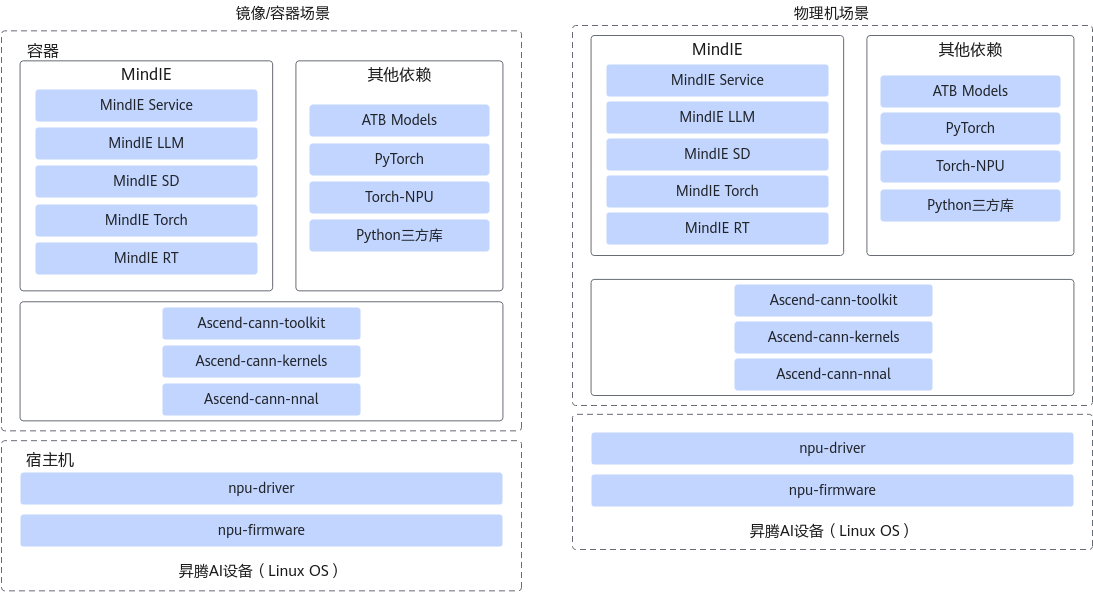 镜像/容器场景
容器
MindIE
MindIE Service
MindIE LLM
MindIE SD
MindIE Torch
MindIE RT
其他依赖
ATB Models
PyTorch
Torch-NPU
Python三方库
Ascend-cann-toolkit
Ascend-cann-kernels
Ascend-cann-nnal
宿主机
npu-driver
npu-firmware
昇腾AI设备（Linux OS）
物理机场景
MindIE
MindIE Service
MindIE LLM
MindIE SD
MindIE Torch
MindIE RT
其他依赖
ATB Models
PyTorch
Torch-NPU
Python三方库
Ascend-cann-toolkit
Ascend-cann-kernels
Ascend-cann-nnal
npu-driver
npu-firmware
昇腾AI设备（Linux OS）